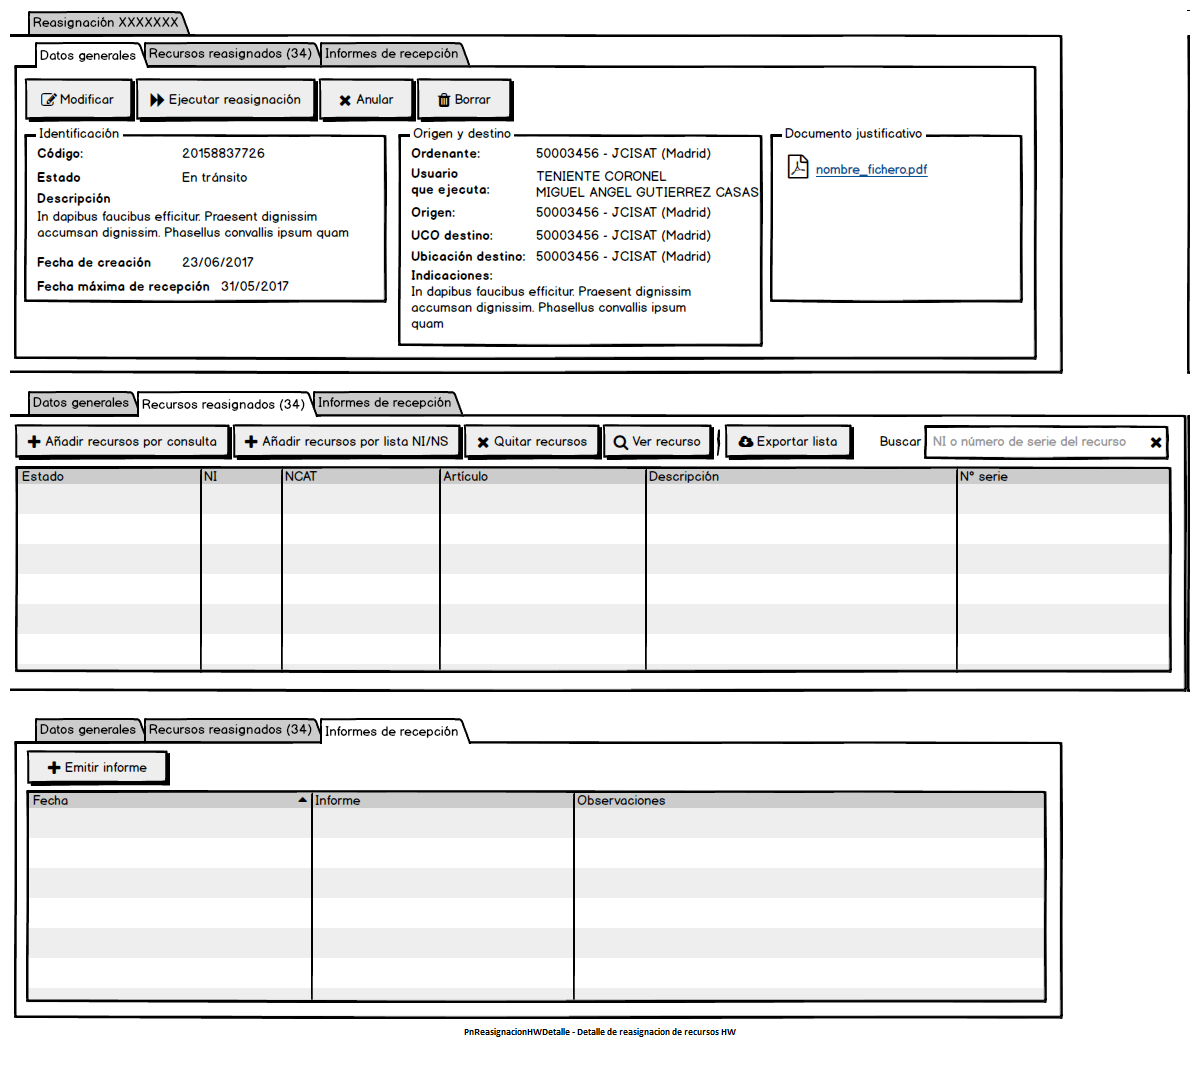 Reasignación XXXXXXX
Datos generales Recursos reasignados (34) Informes de recepción
Modificar Ejecutar reasignación Anular Borrar
Identificación
Código: 20158837726
Estado En tránsito
Descripción
In dapibus faucibus efficitur. Praesent dignissim
accumsan dignissim. Phasellus convallis ipsum quam
Fecha de creación 23/06/2017
Fecha máxima de recepción 31/05/2017
Origen y destino
Ordenante: 50003456 - JCISAT (Madrid)
Usuario TENIENTE CORONEL
que ejecuta: MIGUEL ANGEL GUTIERREZ CASAS
Origen: 50003456 - JCISAT (Madrid)
UCO destino: 50003456 - JCISAT (Madrid)
Ubicación destino: 50003456 - JCISAT (Madrid)
Indicaciones:
In dapibus faucibus efficitur. Praesent dignissim
accumsan dignissim. Phasellus convallis ipsum
quam
Documento justificativo
nombre_fichero.pdf
Datos generales Recursos reasignados (34) Informes de recepción
Añadir recursos por consulta Añadir recursos por lista NI/NS Quitar recursos Ver recurso Exportar lista Buscar NI o número de serie del recurso
Estado NI NCAT Artículo Descripción Nº serie
Datos generales Recursos reasignados (34) Informes de recepción
Emitir informe
Fecha Informe Observaciones
PnReasignacionHWDetalle - Detalle de reasignacion de recursos HW